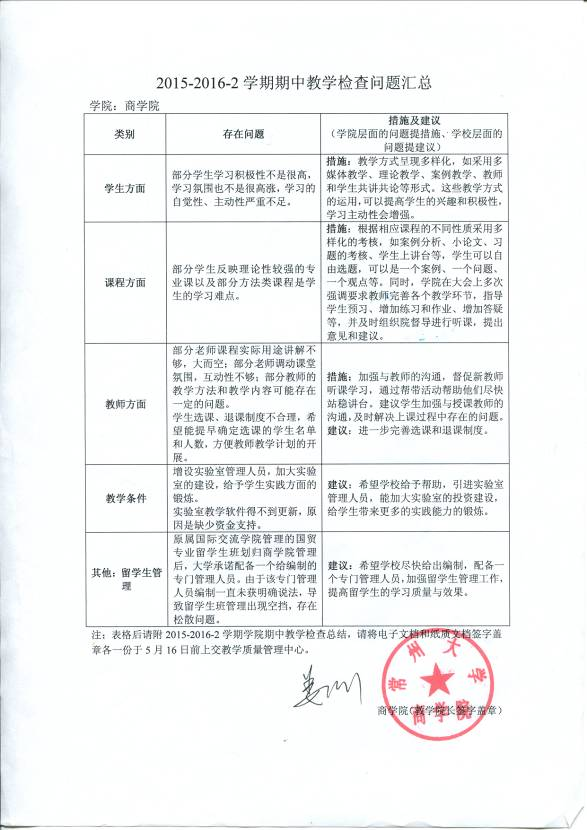 2015-2016-2 学期期中教学检查问题汇总
学院：商学院
类别
存在问题
措施及建议
（学院层面的问题提措施、学校层面的
问题提建议）
学生方面
部分学生学习积极性不是很高，
学习氛围也不是很高涨，学习的
自觉性、主动性严重不足。
措施：教学方式呈现多样化，如采用多
媒体教学、理论教学、案例教学、教师
和学生共讲共论等形式。这些教学方式
的运用，可以提高学生的兴趣和积极性，
学习主动性会增强。
课程方面
部分学生反映理论性较强的专
业课以及部分方法类课程是学
生的学习难点。
措施：根据相应课程的不同性质采用多
样化的考核，如案例分析、小论文、习
题的考核、学生上讲台等，学生可以自
由选题，可以是一个案例、一个问题、
一个观点等。同时，学院在大会上多次
强调要求教师完善各个教学环节，指导
学生预习、增加练习和作业、增加答疑
等，并及时组织院督导进行听课，提出
意见和建议。
教师方面
部分老师课程实际用途讲解不
够，大而空；部分老师调动课堂
氛围，互动性不够；部分教师的
教学方法和教学内容可能存在
一定的问题。
学生选课、退课制度不合理，希
望能提早确定选课的学生名单
和人数，方便教师教学计划的开
展。
措施：加强与教师的沟通，督促新教师
听课学习，通过帮带活动帮助他们尽快
站稳讲台。建议学生加强与授课教师的
沟通，及时解决上课过程中存在的问题。
建议：进一步完善选课和退课制度。
教学条件
增设实验室管理人员，加大实验
室的建设，给予学生实践方面的
锻炼。
实验室教学软件得不到更新，原
因是缺少资金支持。
建议：希望学校给予帮助，引进实验室
管理人员，能加大实验室的投资建设，
给学生带来更多的实践能力的锻炼。
其他：留学生管
理
原属国际交流学院管理的国贸
专业留学生班划归商学院管理
后，大学承诺配备一个给编制的
专门管理人员。由于该专门管理
人员编制一直未获明确说法，导
致留学生班管理出现空挡，存在
松散问题。
建议：希望学校尽快给出编制，配备一
个专门管理人员，加强留学生管理工作，
提高留学生的学习质量与效果。
注：表格后请附 2015-2016-2 学期学院期中教学检查总结，请将电子文档和纸质文档签字盖
章各一份于 5 月 16 日前上交教学质量管理中心。
常州大学
商学院
商学院（教学院长签字盖章）